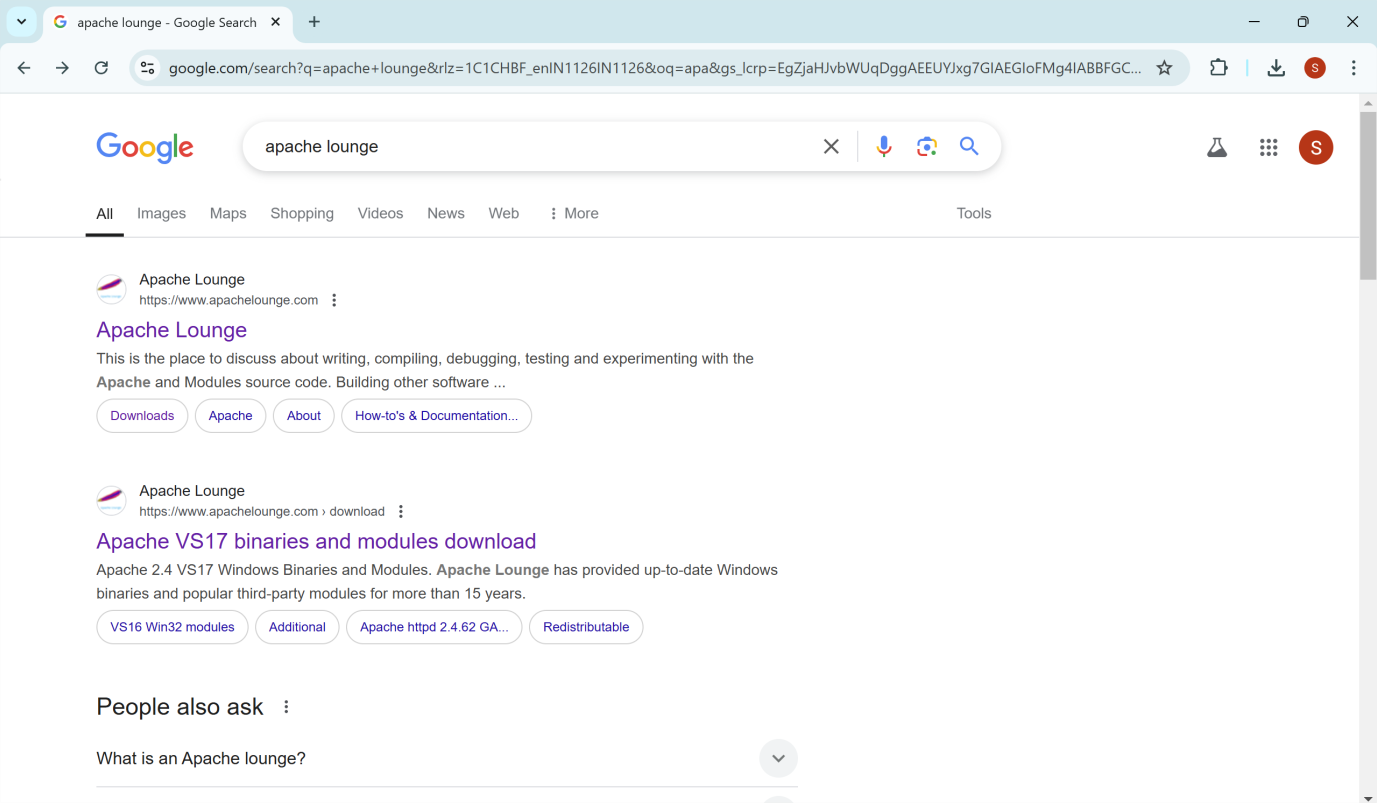 apache lounge - Google Search
google.com/search?q=apache+lounge&rlz=1C1CHBF_enIN1126IN1126&oq=apa&gs_lcrp=EgZjaHJvbWUqDggAEEUYJxg7GIAEGIoFMg4IABBFGC...
S
Google
apache lounge
S
All Images Maps Shopping Videos News Web More Tools
Apache Lounge
https://www.apachelounge.com
Apache Lounge
This is the place to discuss about writing, compiling, debugging, testing and experimenting with the
Apache and Modules source code. Building other software ...
Downloads Apache About How-to's & Documentation...
Apache Lounge
https://www.apachelounge.com › download
Apache VS17 binaries and modules download
Apache 2.4 VS17 Windows Binaries and Modules. Apache Lounge has provided up-to-date Windows
binaries and popular third-party modules for more than 15 years.
VS16 Win32 modules Additional Apache httpd 2.4.62 GA... Redistributable
People also ask
What is an Apache lounge?